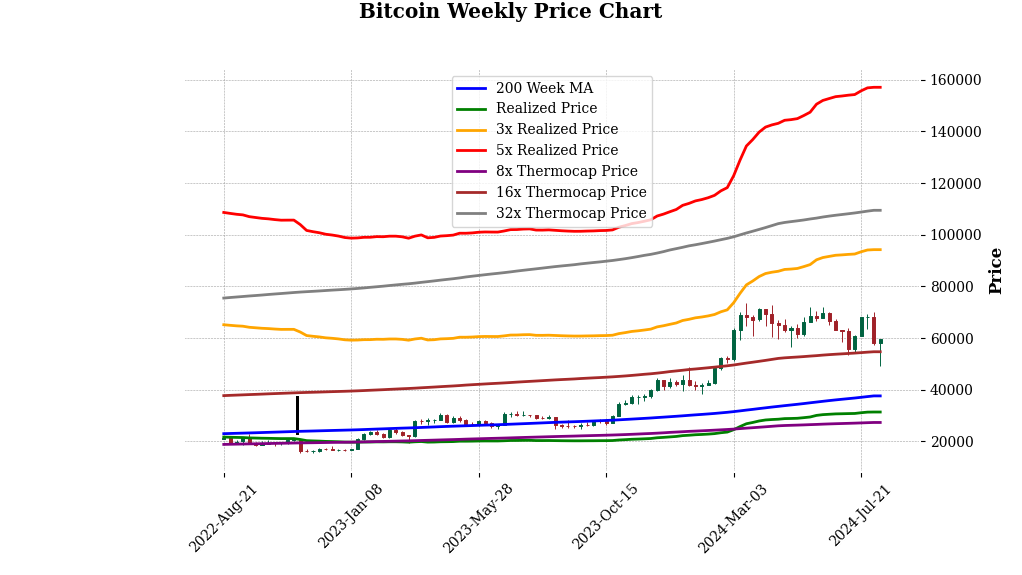 Bitcoin Weekly Price Chart
200 Week MA
Realized Price
3x Realized Price
5x Realized Price
8x Thermocap Price
16x Thermocap Price
32x Thermocap Price
160000
140000
120000
100000
80000
60000
40000
20000
Price
2022-Aug-21
2023-Jan-08
2023-May-28
2023-Oct-15
2024-Mar-03
2024-Jul-21